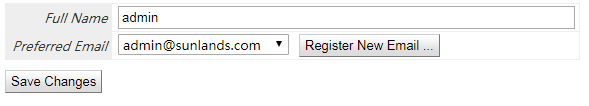 Full Name admin
Preferred Email admin@sunlands.com Register New Email ...
Save Changes